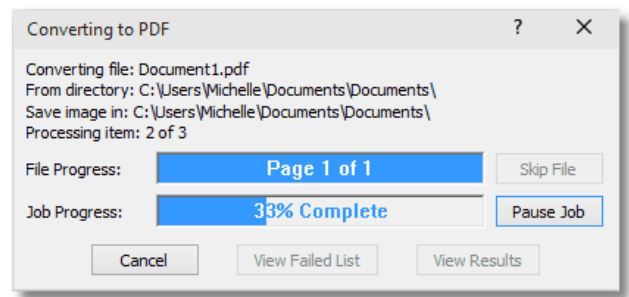 Converting to PDF
Converting file: Document1.pdf
From directory: C:\Users\Michelle\Documents\Documents\
Save image in: C:\Users\Michelle\Documents\Documents\
Processing item: 2 of 3
File Progress: Page 1 of 1 Skip File
Job Progress: 33% Complete Pause Job
Cancel View Failed List View Results